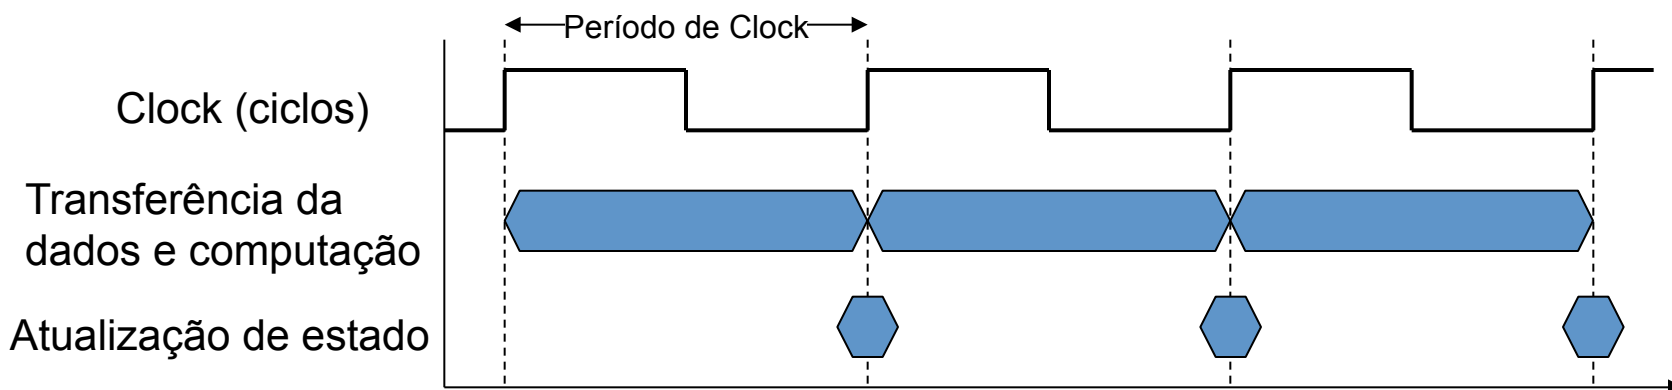 Período de Clock
Clock (ciclos)
Transferência da
dados e computação
Atualização de estado